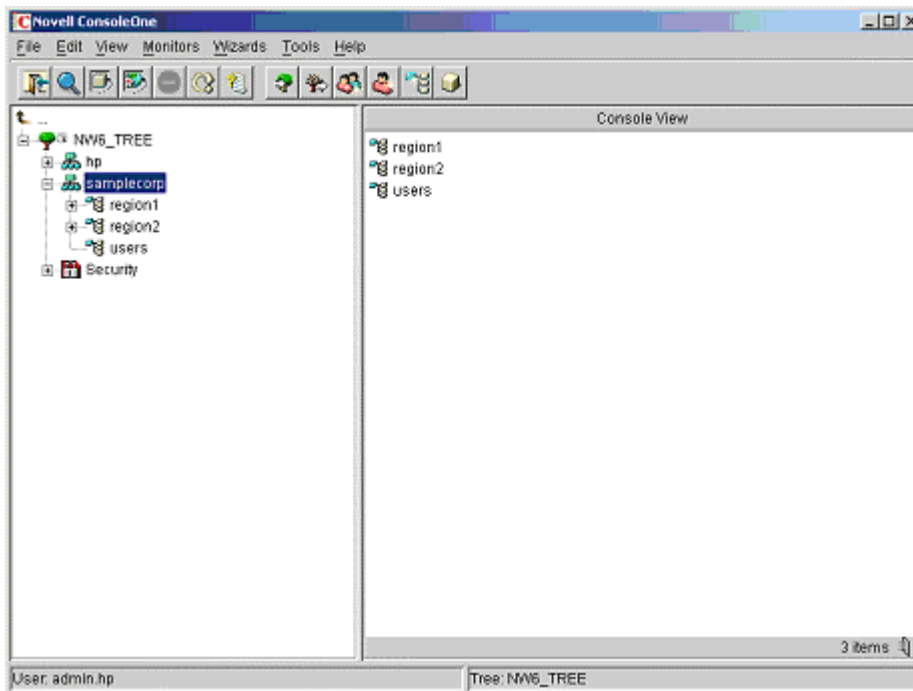 Novell ConsoleOne
File Edit View Monitors Wizards Tools Help
..
Console View
NW6_TREE
hp
samplecorp
region1
region2
users
Security
region1
region2
users
3 items
User: admin.hp
Tree: NW6_TREE